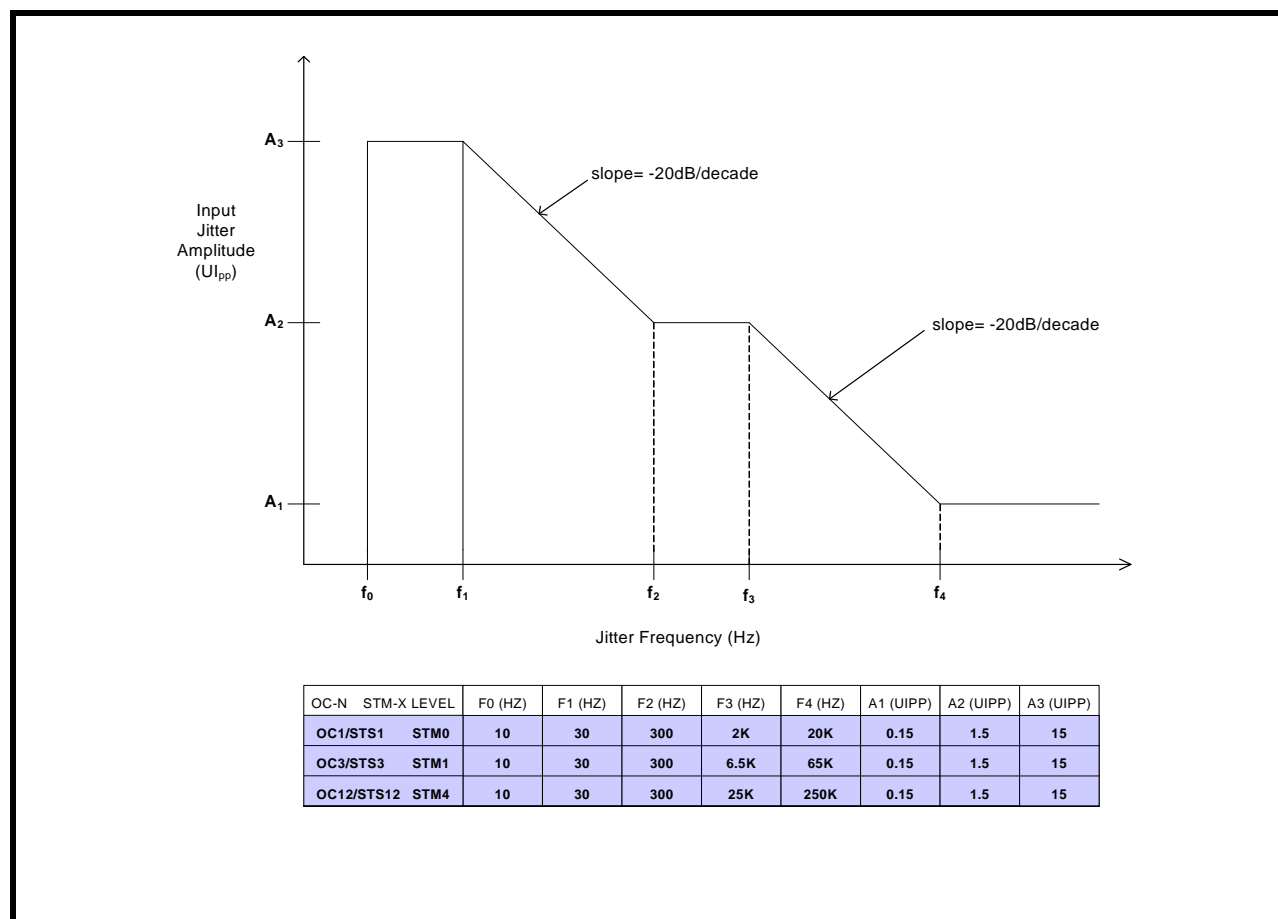 A3
slope= -20dB/decade
Input
Jitter
Amplitude
(UIpp)
A2
slope= -20dB/decade
A1
f0 f1 f2 f3 f4
Jitter Frequency (Hz)
OC-N STM-X LEVEL F0 (HZ) F1 (HZ) F2 (HZ) F3 (HZ) F4 (HZ) A1 (UIPP) A2 (UIPP) A3 (UIPP)
OC1/STS1 STM0 10 30 300 2K 20K 0.15 1.5 15
OC3/STS3 STM1 10 30 300 6.5K 65K 0.15 1.5 15
OC12/STS12 STM4 10 30 300 25K 250K 0.15 1.5 15